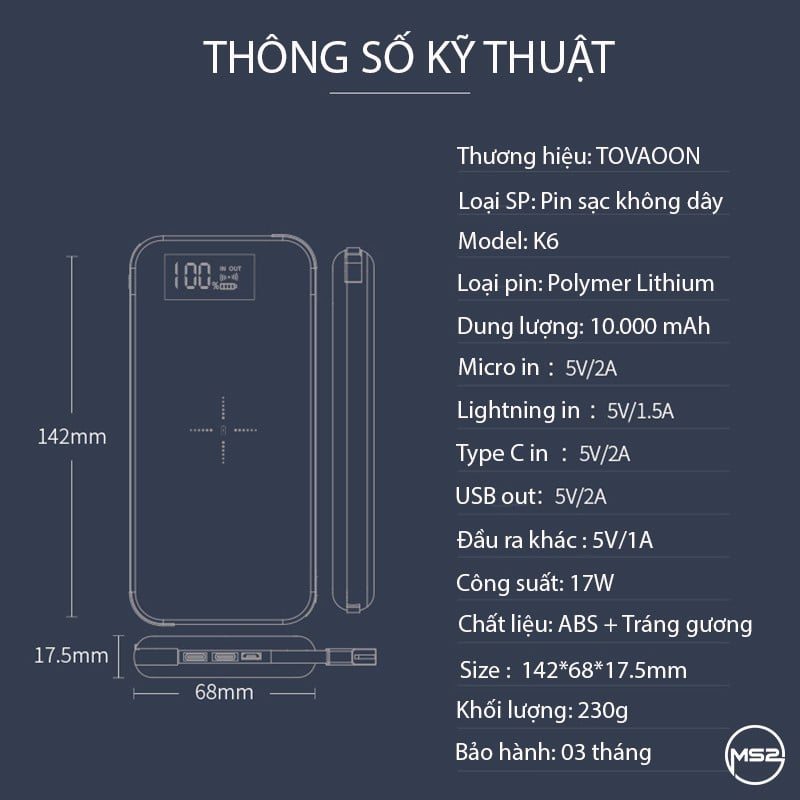 THÔNG SỐ KỸ THUẬT
Thương hiệu: TOVAOON
Loại SP: Pin sạc không dây
Model: K6
Loại pin: Polymer Lithium
Dung lượng: 10.000 mAh
Micro in : 5V/2A
Lightning in : 5V/1.5A
Type C in : 5V/2A
USB out: 5V/2A
Đầu ra khác : 5V/1A
Công suất: 17W
Chất liệu: ABS + Tráng gương
Size : 142*68*17.5mm
Khối lượng: 230g
Bảo hành: 03 tháng
100%
IN OUT
142mm
17.5mm
68mm
MS2